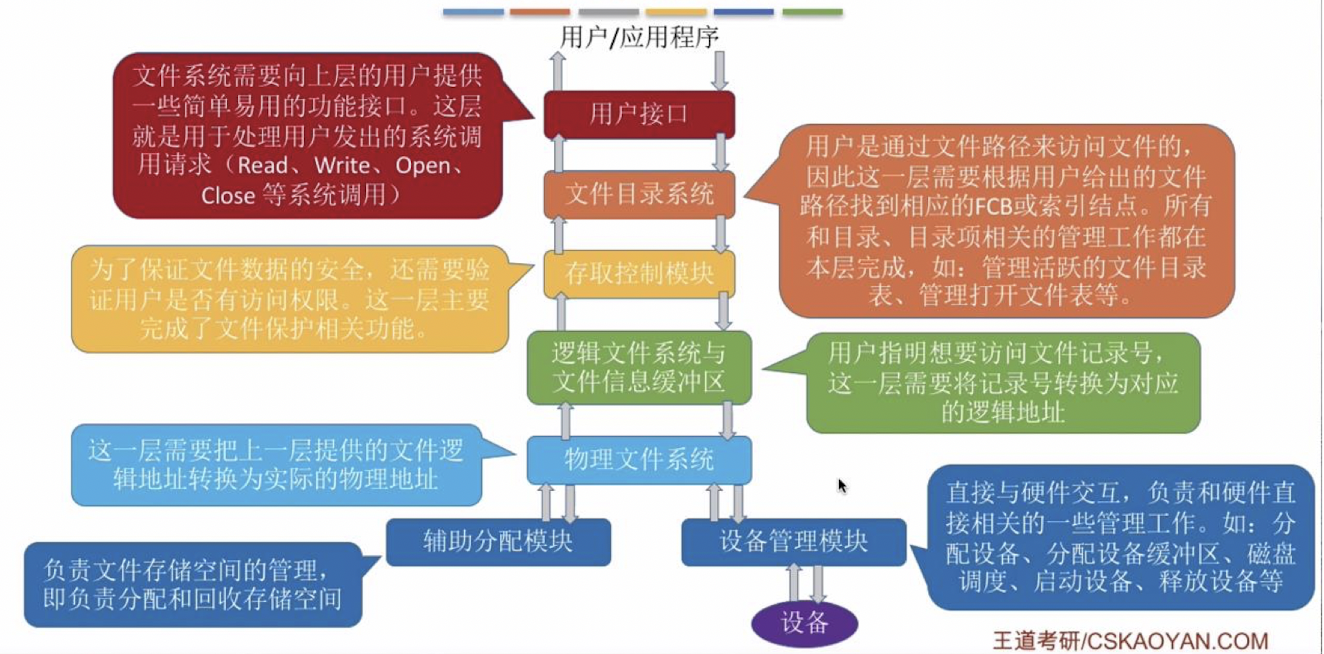 用户/应用程序
文件系统需要向上层的用户提供
一些简单易用的功能接口。这层
就是用于处理用户发出的系统调
用请求（Read、Write、Open、
Close 等系统调用）
用户接口
用户是通过文件路径来访问文件的，
因此这一层需要根据用户给出的文件
路径找到相应的FCB或索引结点。所有
和目录、目录项相关的管理工作都在
本层完成，如：管理活跃的文件目录
表、管理打开文件表等。
文件目录系统
为了保证文件数据的安全，还需要验
证用户是否有访问权限。这一层主要
完成了文件保护相关功能。
存取控制模块
逻辑文件系统与
文件信息缓冲区
用户指明想要访问文件记录号，
这一层需要将记录号转换为对应
的逻辑地址
这一层需要把上一层提供的文件逻
辑地址转换为实际的物理地址
物理文件系统
直接与硬件交互，负责和硬件直
接相关的一些管理工作。如：分
配设备、分配设备缓冲区、磁盘
调度、启动设备、释放设备等
辅助分配模块
设备管理模块
负责文件存储空间的管理，
即负责分配和回收存储空间
设备
王道考研/CSKAOYAN.COM